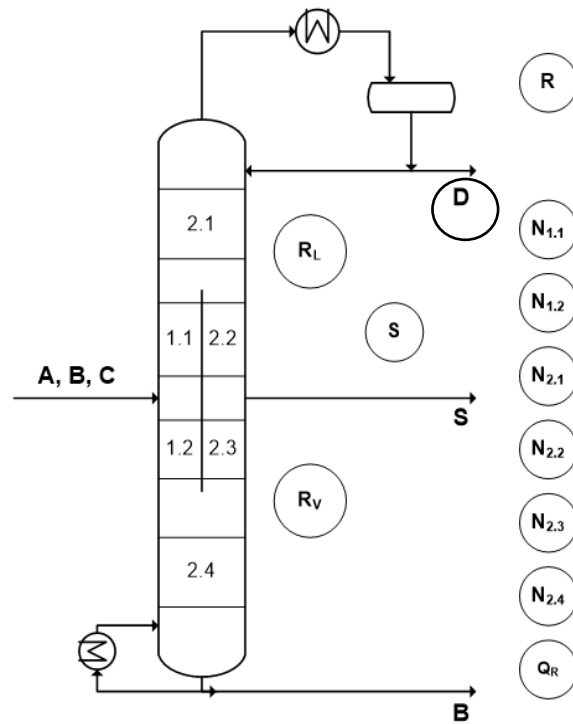 R
D
2.1
N1.1
RL
N1.2
1.1 2.2
S
A, B, C
N2.1
S
1.2 2.3
N2.2
RV
N2.3
2.4
N2.4
QR
B